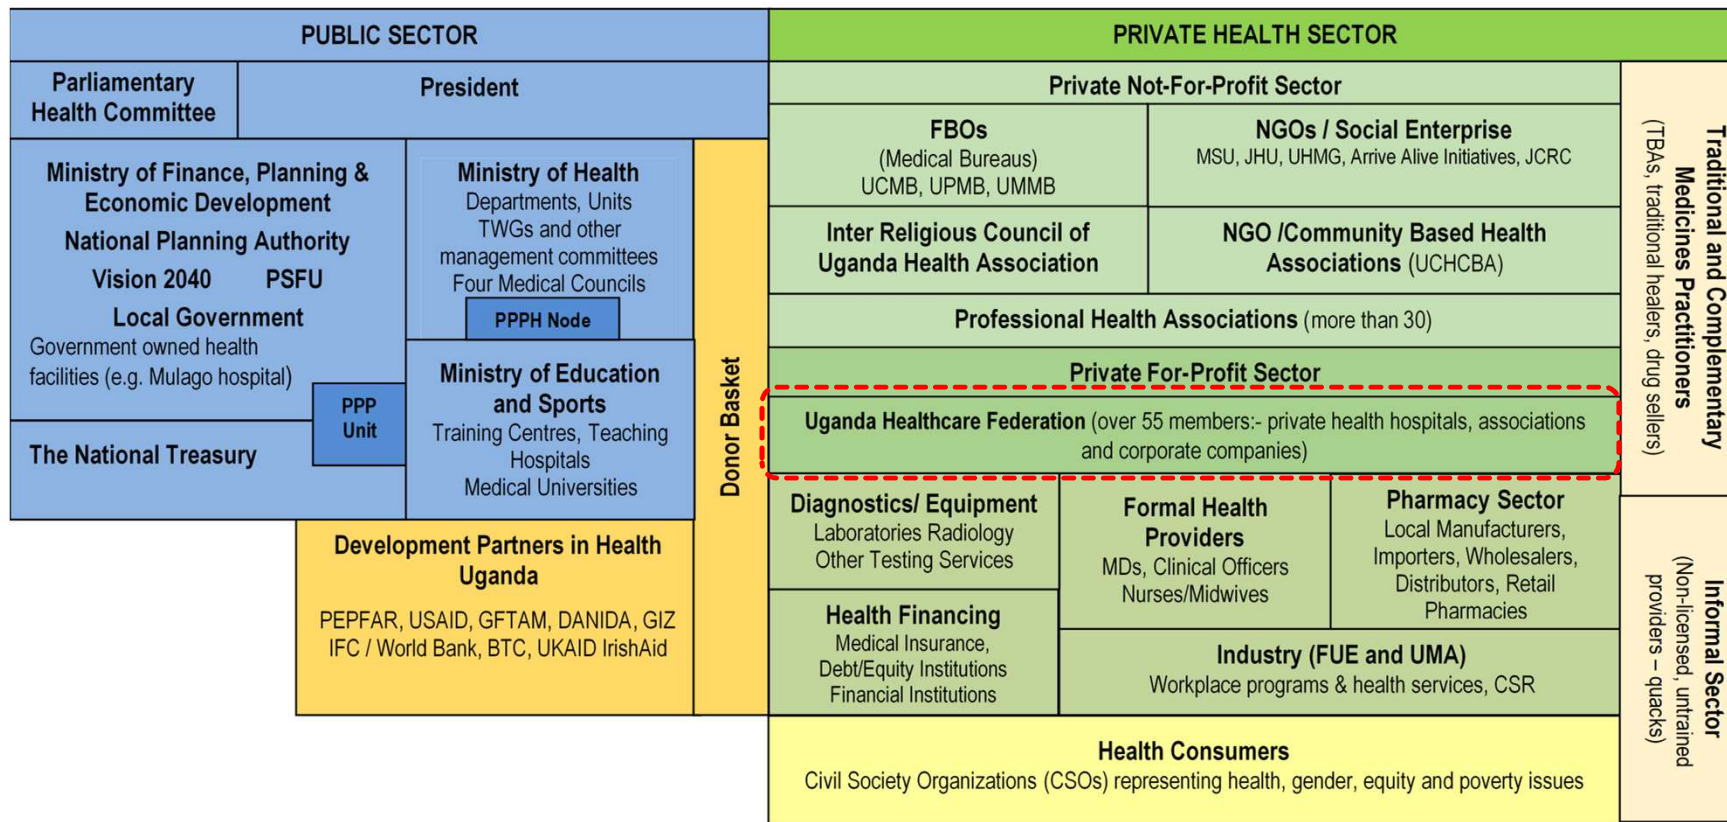 PUBLIC SECTOR
Parliamentary
Health Committee
President
Ministry of Finance, Planning &
Economic Development
National Planning Authority
Vision 2040 PSFU
Local Government
Government owned health
facilities (e.g. Mulago hospital)
PPP
Unit
The National Treasury
Ministry of Health
Departments, Units
TWGs and other
management committees
Four Medical Councils
PPPH Node
Ministry of Education
and Sports
Training Centres, Teaching
Hospitals
Medical Universities
Donor Basket
Development Partners in Health
Uganda
PEPFAR, USAID, GFTAM, DANIDA, GIZ
IFC / World Bank, BTC, UKAID IrishAid
PRIVATE HEALTH SECTOR
Private Not-For-Profit Sector
FBOs
(Medical Bureaus)
UCMB, UPMB, UMMB
NGOs / Social Enterprise
MSU, JHU, UHMG, Arrive Alive Initiatives, JCRC
Inter Religious Council of
Uganda Health Association
NGO /Community Based Health
Associations (UCHCBA)
Professional Health Associations (more than 30)
Private For-Profit Sector
Uganda Healthcare Federation (over 55 members:- private health hospitals, associations
and corporate companies)
Diagnostics/ Equipment
Laboratories Radiology
Other Testing Services
Formal Health
Providers
MDs, Clinical Officers
Nurses/Midwives
Pharmacy Sector
Local Manufacturers,
Importers, Wholesalers,
Distributors, Retail
Pharmacies
Health Financing
Medical Insurance,
Debt/Equity Institutions
Financial Institutions
Industry (FUE and UMA)
Workplace programs & health services, CSR
Health Consumers
Civil Society Organizations (CSOs) representing health, gender, equity and poverty issues
Traditional and Complementary
Medicines Practitioners
(TBAs, traditional healers, drug sellers)
Informal Sector
(Non-licensed, untrained
providers – quacks)